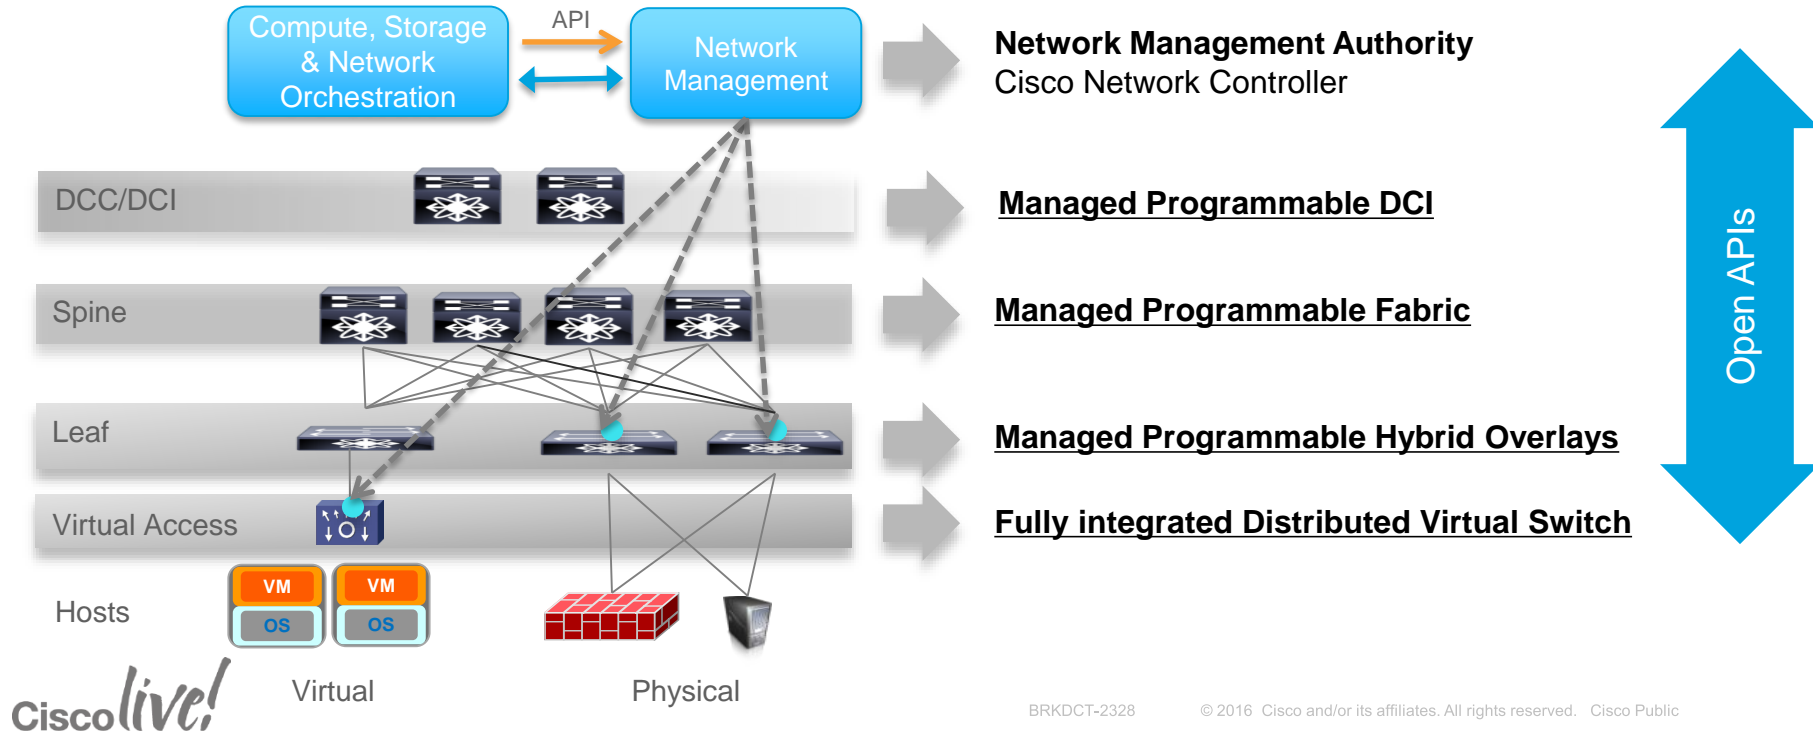 Compute, Storage
& Network
Orchestration
API
Network
Management
Network Management Authority
Cisco Network Controller
DCC/DCI
Managed Programmable DCI
Spine
Managed Programmable Fabric
Leaf
Managed Programmable Hybrid Overlays
Virtual Access
Fully integrated Distributed Virtual Switch
Open APIs
Hosts
VM
OS
VM
OS
Virtual
Physical
Cisco live!
BRKDCT-2328
© 2016 Cisco and/or its affiliates. All rights reserved. Cisco Public